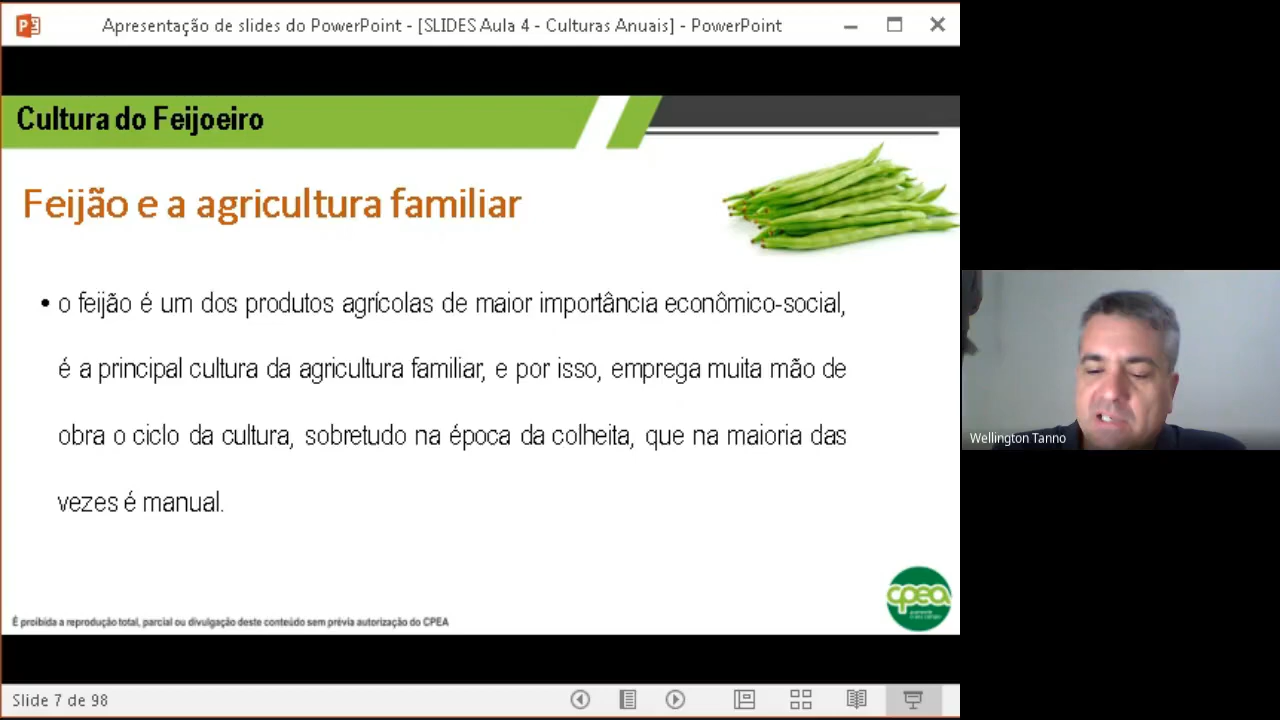 Apresentação de slides do PowerPoint - [SLIDES Aula 4 - Culturas Anuais] - PowerPoint
Cultura do Feijoeiro
Feijão e a agricultura familiar
• o feijão é um dos produtos agrícolas de maior importância econômico-social,
é a principal cultura da agricultura familiar, e por isso, emprega muita mão de
obra o ciclo da cultura, sobretudo na época da colheita, que na maioria das
vezes é manual.
Wellington Tanno
cpea
É proibida a reprodução total, parcial ou divulgação deste conteúdo sem prévia autorização do CPEA
Slide 7 de 98